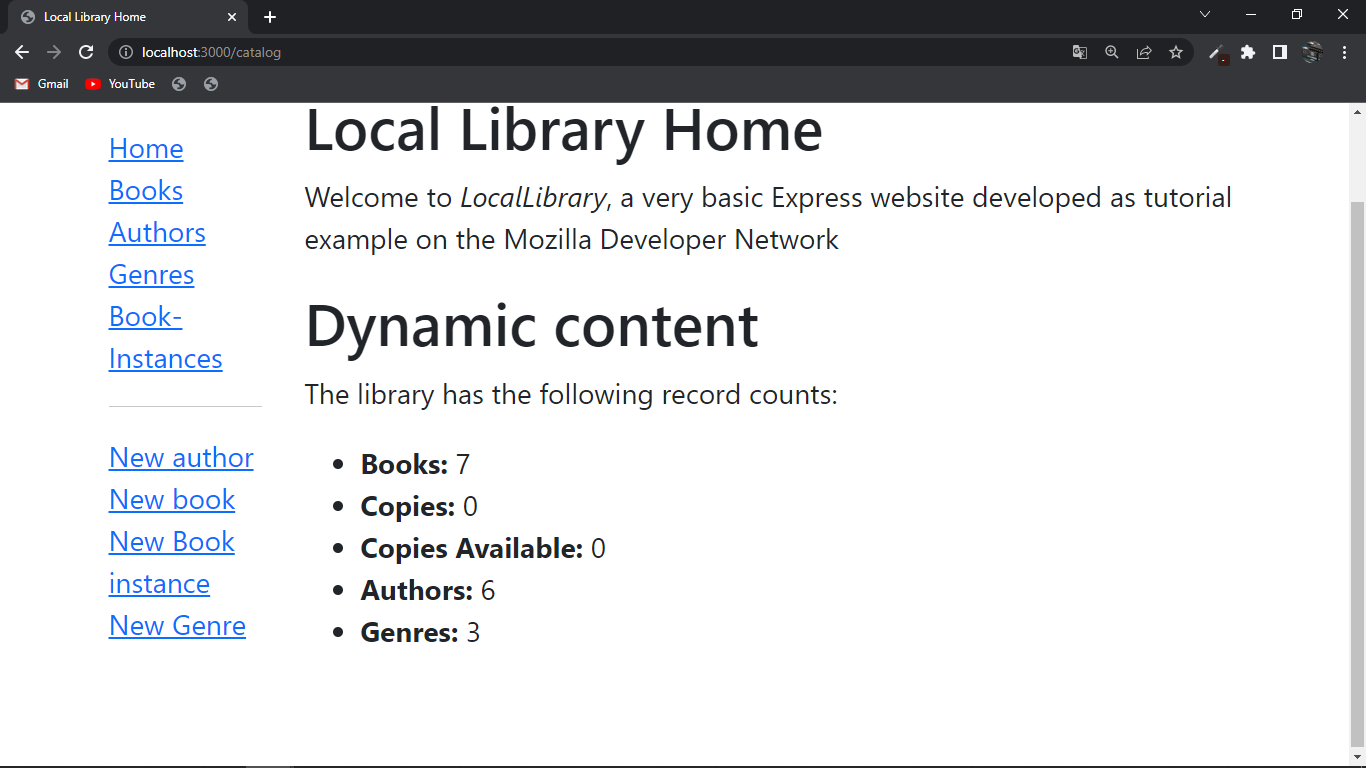 Local Library Home
localhost:3000/catalog
Gmail
YouTube
Home
Books
Authors
Genres
Book-
Instances
New author
New book
New Book
instance
New Genre
Local Library Home
Welcome to LocalLibrary, a very basic Express website developed as tutorial
example on the Mozilla Developer Network
Dynamic content
The library has the following record counts:
Books: 7
Copies: 0
Copies Available: 0
Authors: 6
Genres: 3